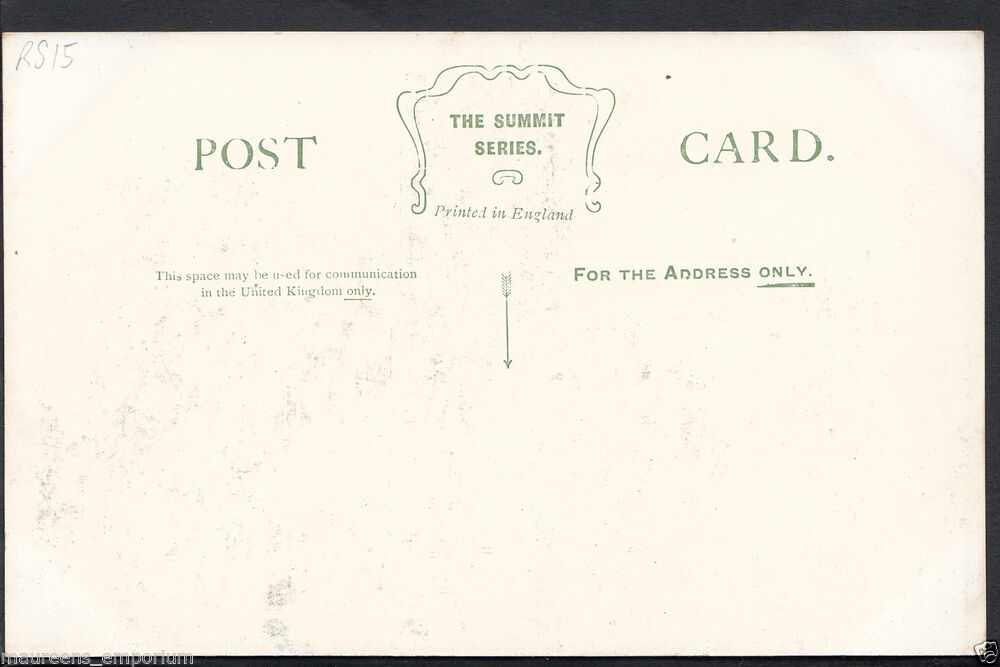 RS15
THE SUMMIT
SERIES.
POST CARD.
Printed in England
This space may be used for communication
in the United Kingdom only.
FOR THE ADDRESS ONLY.
maureens_emporium